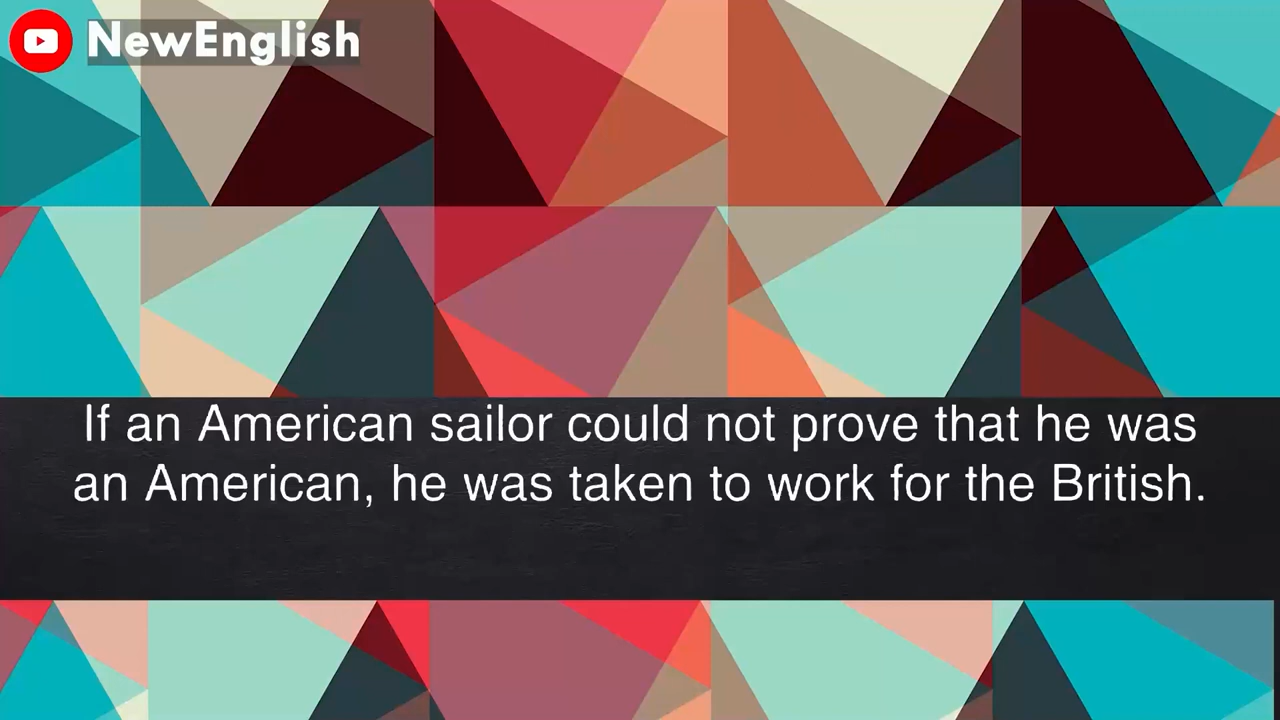 NewEnglish
If an American sailor could not prove that he was
an American, he was taken to work for the British.